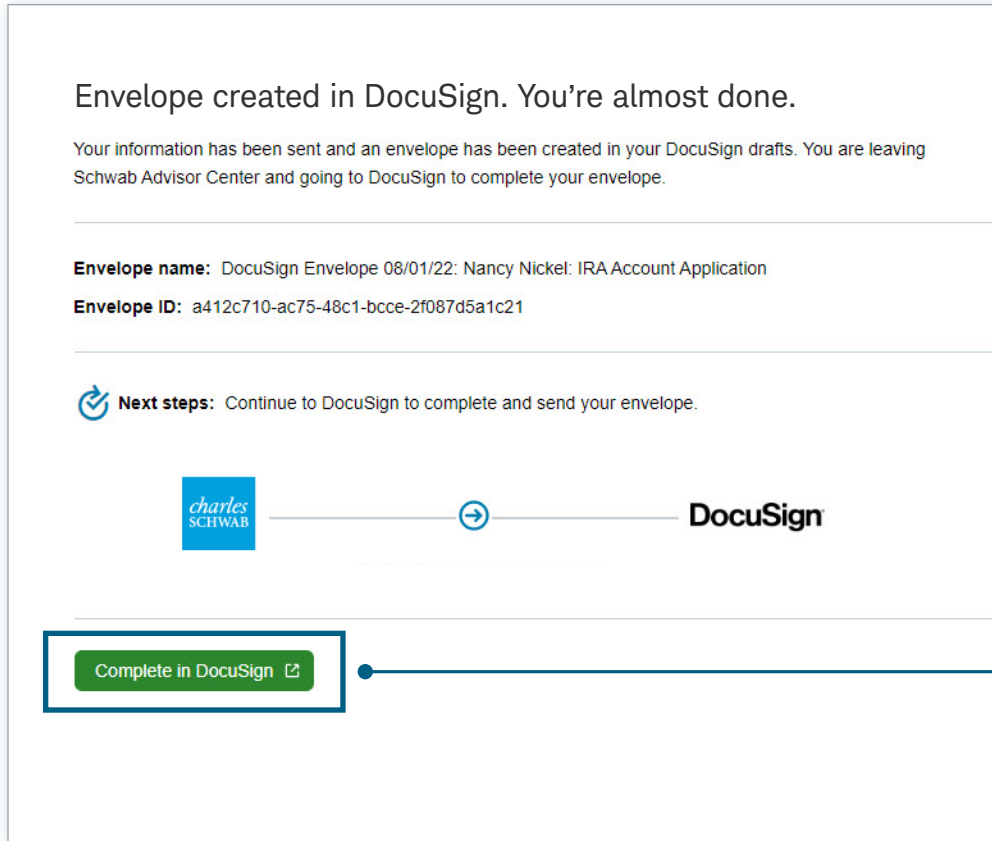 Envelope created in DocuSign. You’re almost done.
Your information has been sent and an envelope has been created in your DocuSign drafts. You are leaving
Schwab Advisor Center and going to DocuSign to complete your envelope.
Envelope name: DocuSign Envelope 08/01/22: Nancy Nickel: IRA Account Application
Envelope ID: a412c710-ac75-48c1-bcce-2f087d5a1c21
Next steps: Continue to DocuSign to complete and send your envelope.
charles
SCHWAB
DocuSign
Complete in DocuSign